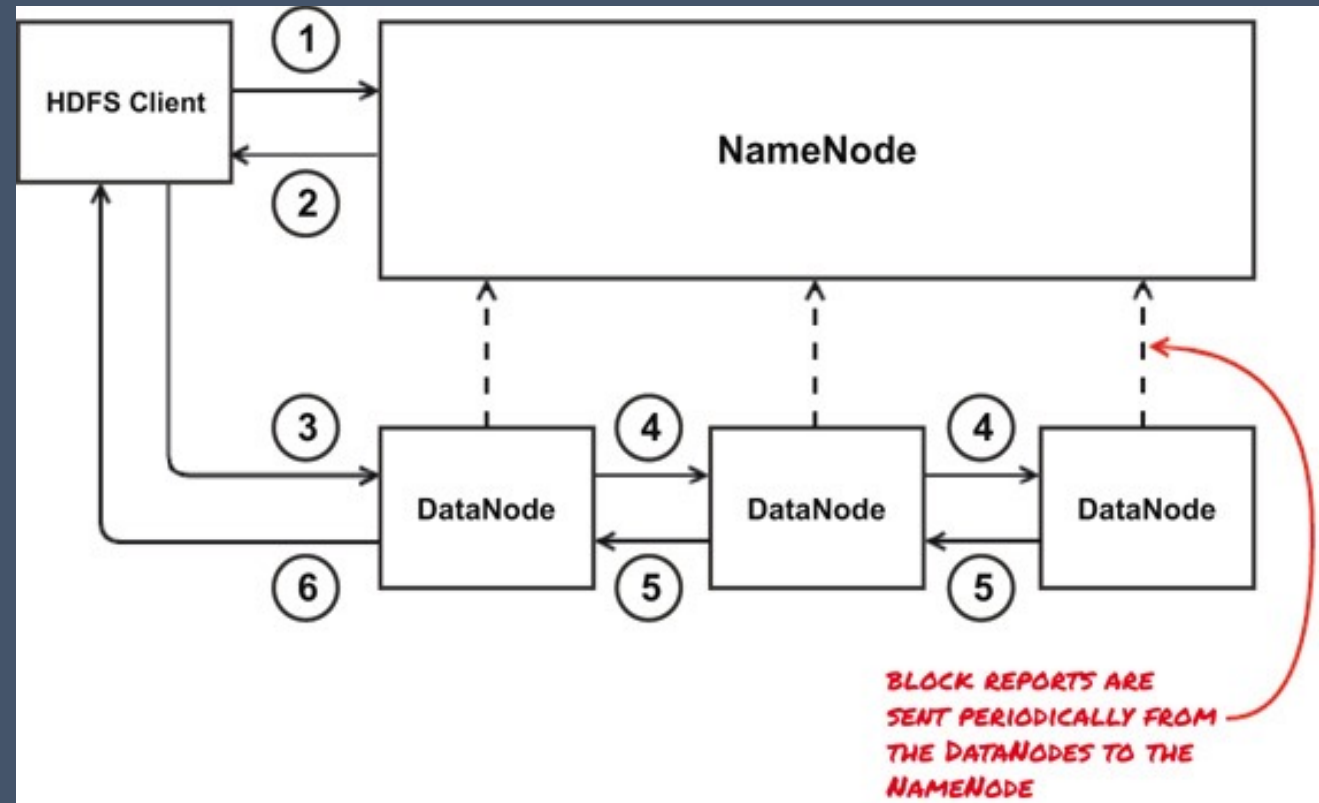 1
HDFS Client
NameNode
2
3
4
4
DataNode
DataNode
DataNode
6
5
5
BLOCK REPORTS ARE
SENT PERIODICALLY FROM
THE DATANODES TO THE
NAMENODE